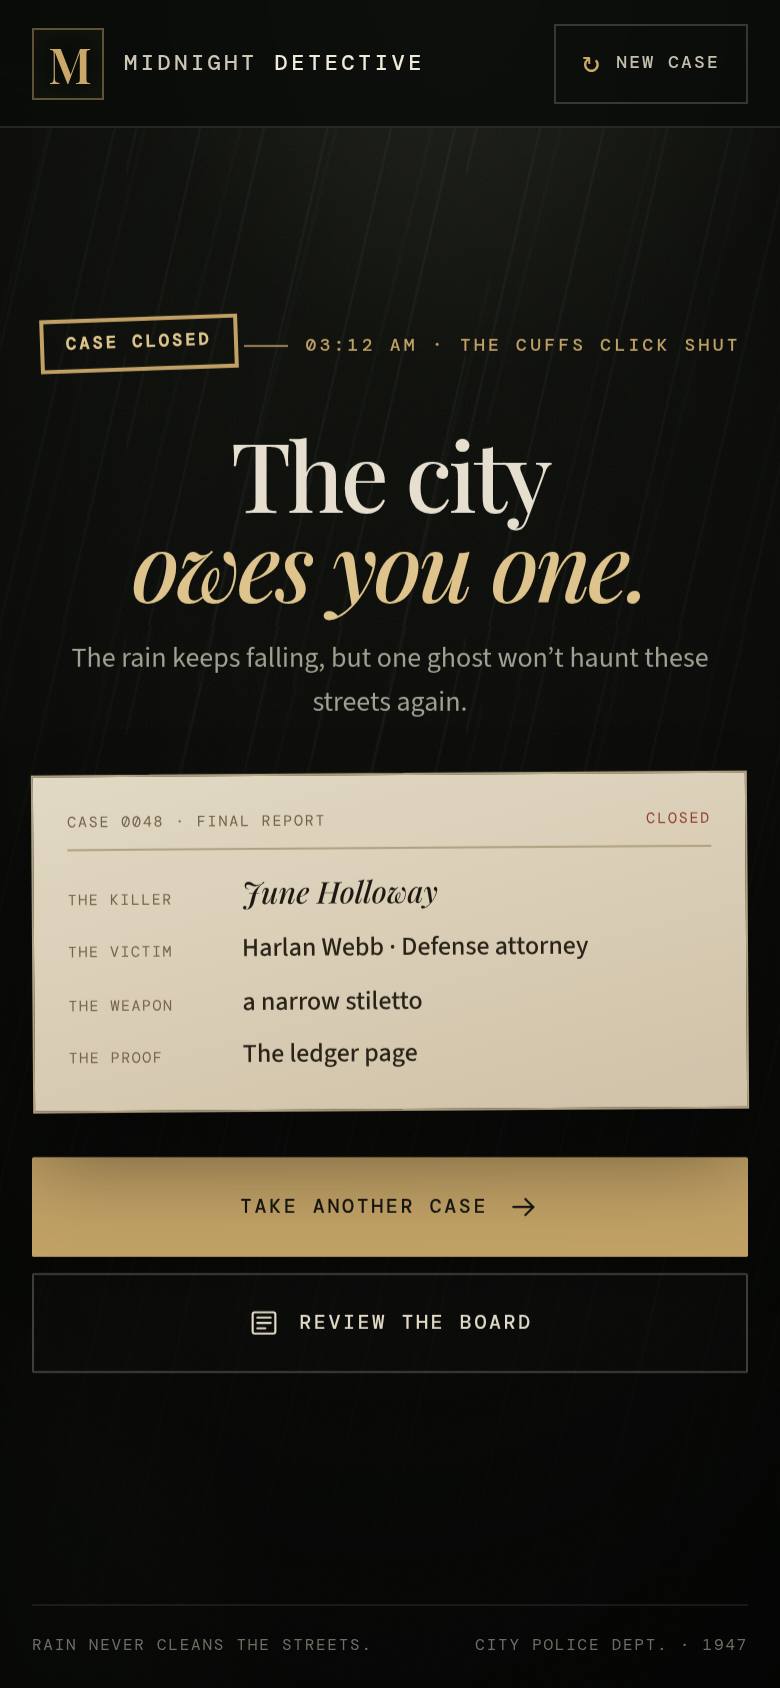 M MIDNIGHT DETECTIVE
↻ NEW CASE
CASE CLOSED
03:12 AM · THE CUFFS CLICK SHUT
The city
owes you one.
The rain keeps falling, but one ghost won’t haunt these
streets again.
CASE 0048 · FINAL REPORT
CLOSED
THE KILLER June Holloway
THE VICTIM Harlan Webb · Defense attorney
THE WEAPON a narrow stiletto
THE PROOF The ledger page
TAKE ANOTHER CASE →
REVIEW THE BOARD
RAIN NEVER CLEANS THE STREETS.
CITY POLICE DEPT. · 1947